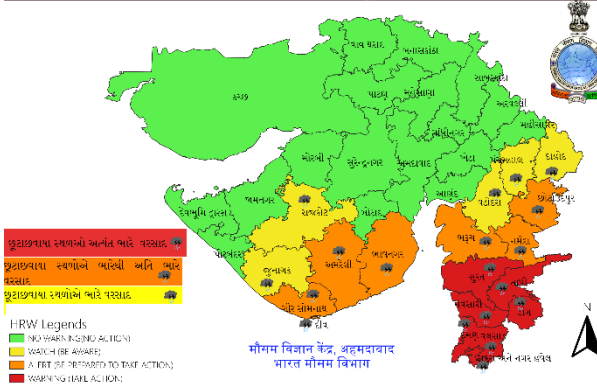 વાવ થરાદ
બનાસકાંઠા
પાટણ
મહેસાણા
સાબરકાંઠા
અરવલ્લી
કચ્છ
ગાંધીનગર
મહીસાગર
મોરબી
સુરેન્દ્રનગર
અમદાવાદ
ખેડા
પંચમહાલ
દાહોદ
આણંદ
વડોદરા
છોટાઉદેપુર
જામનગર
દેવભૂમિ દ્વારકા
રાજકોટ
બોટાદ
પોરબંદર
જુનાગઢ
અમરેલી
ભાવનગર
ભરૂચ
નર્મદા
ગીર સોમનાથ
દીવ
સુરત
તાપી
નવસારી
ડાંગ
દમણ
વલસાડ
દાદરા અને નગર હવેલી
છૂટાછવાયા સ્થળોએ અત્યંત ભારે વરસાદ
છૂટાછવાયા સ્થળોએ ભારેથી અતિ ભારે
વરસાદ
છૂટાછવાયા સ્થળોએ ભારે વરસાદ
HRW Legends
NO WARNING(NO ACTION)
WATCH (BE AWARE)
ALERT (BE PREPARED TO TAKE ACTION)
WARNING (TAKE ACTION)
मौसम विज्ञान केंद्र, अहमदाबाद
भारत मौसम विभाग
N